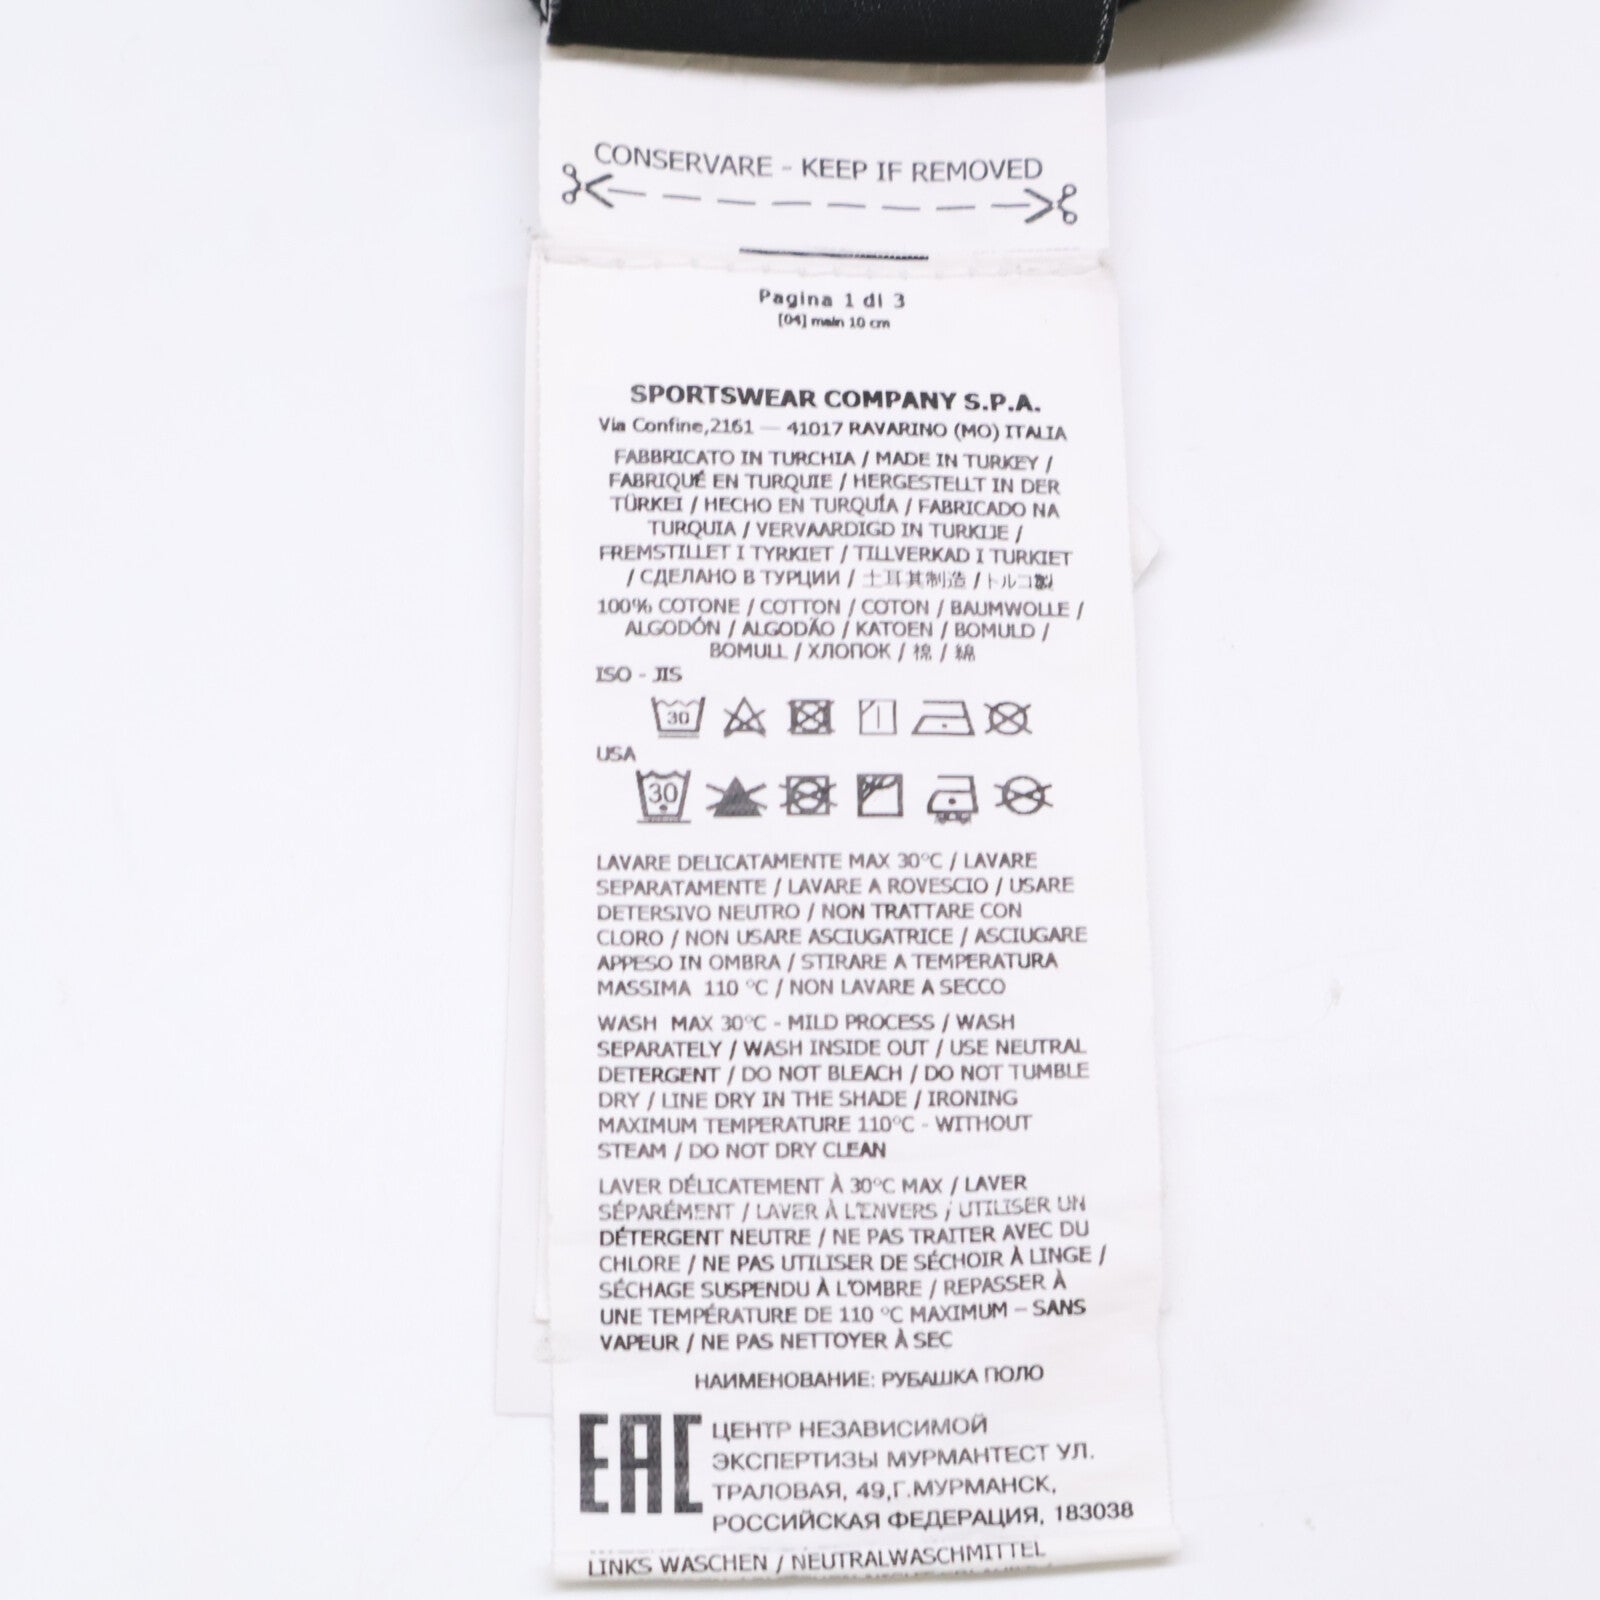 CONSERVARE - KEEP IF REMOVED
Pagina 1 di 3
[04] main 10 cm
SPORTSWEAR COMPANY S.P.A.
Via Confine,2161 — 41017 RAVARINO (MO) ITALIA
FABBRICATO IN TURCHIA / MADE IN TURKEY /
FABRIQUÉ EN TURQUIE / HERGESTELLT IN DER
TÜRKEI / HECHO EN TURQUÍA / FABRICADO NA
TURQUIA / VERVAARDIGD IN TURKIJE /
FREMSTILLET I TYRKIET / TILLVERKAD I TURKIET
/ СДЕЛАНО В ТУРЦИИ / 土耳其制造 / トルコ製
100% COTONE / COTTON / COTON / BAUMWOLLE /
ALGODÓN / ALGODÃO / KATOEN / BOMULD /
BOMULL / ХЛОПОК / 棉 / 綿
ISO - JIS
30
USA
30
LAVARE DELICATAMENTE MAX 30°C / LAVARE
SEPARATAMENTE / LAVARE A ROVESCIO / USARE
DETERSIVO NEUTRO / NON TRATTARE CON
CLORO / NON USARE ASCIUGATRICE / ASCIUGARE
APPESO IN OMBRA / STIRARE A TEMPERATURA
MASSIMA 110 °C / NON LAVARE A SECCO
WASH MAX 30°C - MILD PROCESS / WASH
SEPARATELY / WASH INSIDE OUT / USE NEUTRAL
DETERGENT / DO NOT BLEACH / DO NOT TUMBLE
DRY / LINE DRY IN THE SHADE / IRONING
MAXIMUM TEMPERATURE 110°C - WITHOUT
STEAM / DO NOT DRY CLEAN
LAVER DÉLICATEMENT À 30°C MAX / LAVER
SÉPARÉMENT / LAVER À L'ENVERS / UTILISER UN
DÉTERGENT NEUTRE / NE PAS TRAITER AVEC DU
CHLORE / NE PAS UTILISER DE SÉCHOIR À LINGE /
SÉCHAGE SUSPENDU À L'OMBRE / REPASSER À
UNE TEMPÉRATURE DE 110 °C MAXIMUM – SANS
VAPEUR / NE PAS NETTOYER À SEC
НАИМЕНОВАНИЕ: РУБАШКА ПОЛО
EAC
ЦЕНТР НЕЗАВИСИМОЙ
ЭКСПЕРТИЗЫ МУРМАНТЕСТ УЛ.
ТРАЛОВАЯ, 49,Г.МУРМАНСК,
РОССИЙСКАЯ ФЕДЕРАЦИЯ, 183038
LINKS WASCHEN / NEUTRALWASCHMITTEL